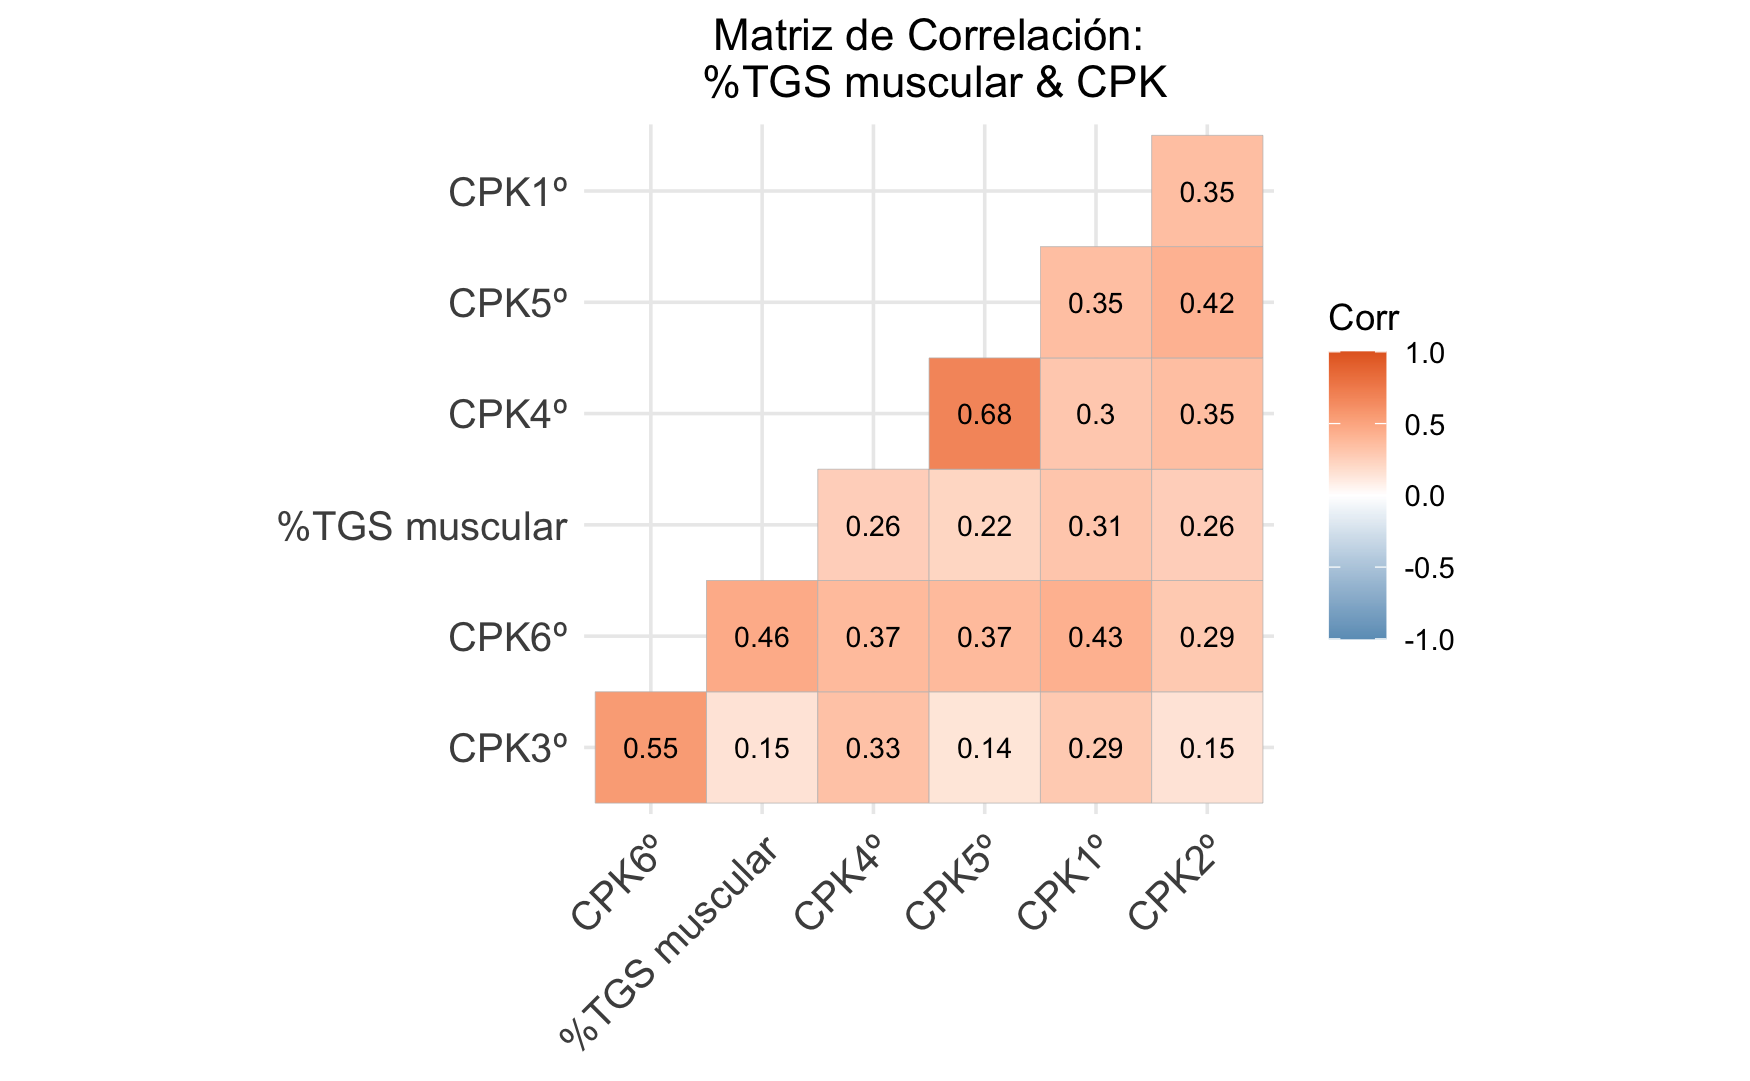 Matriz de Correlación:
%TGS muscular & CPK
CPK1º
0.35
CPK5º
0.35 0.42
CPK4º
0.68 0.3 0.35
%TGS muscular
0.26 0.22 0.31 0.26
CPK6º
0.46 0.37 0.37 0.43 0.29
CPK3º
0.55 0.15 0.33 0.14 0.29 0.15
CPK6º
%TGS muscular
CPK4º
CPK5º
CPK1º
CPK2º
Corr
1.0
0.5
0.0
-0.5
-1.0